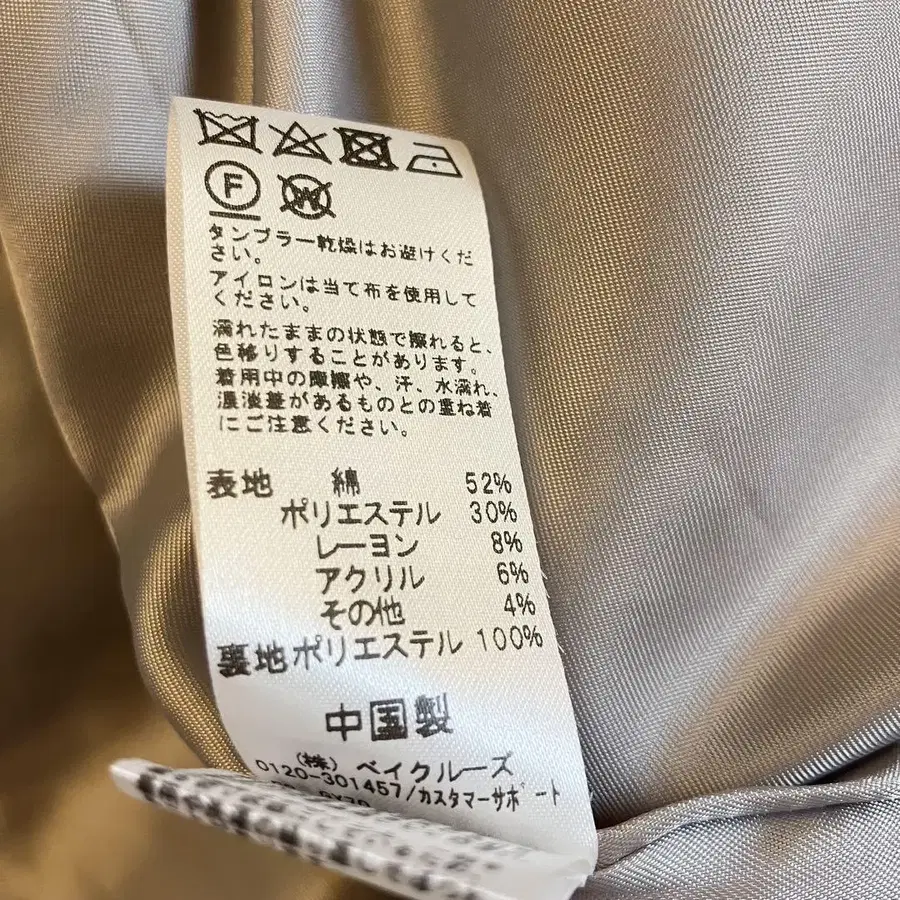 F W
タンブラー乾燥はお避けくだ
さい。
アイロンは当て布を使用して
ください。
濡れたままの状態で擦れると、
色移りすることがあります。
着用中の摩擦や、汗、水濡れ、
濃淡差があるものとの重ね着
にご注意ください。
表地 綿 52%
ポリエステル 30%
レーヨン 8%
アクリル 6%
その他 4%
裏地 ポリエステル 100%
中国製
(株) ベイクルーズ
0120-301457/カスタマーサポート